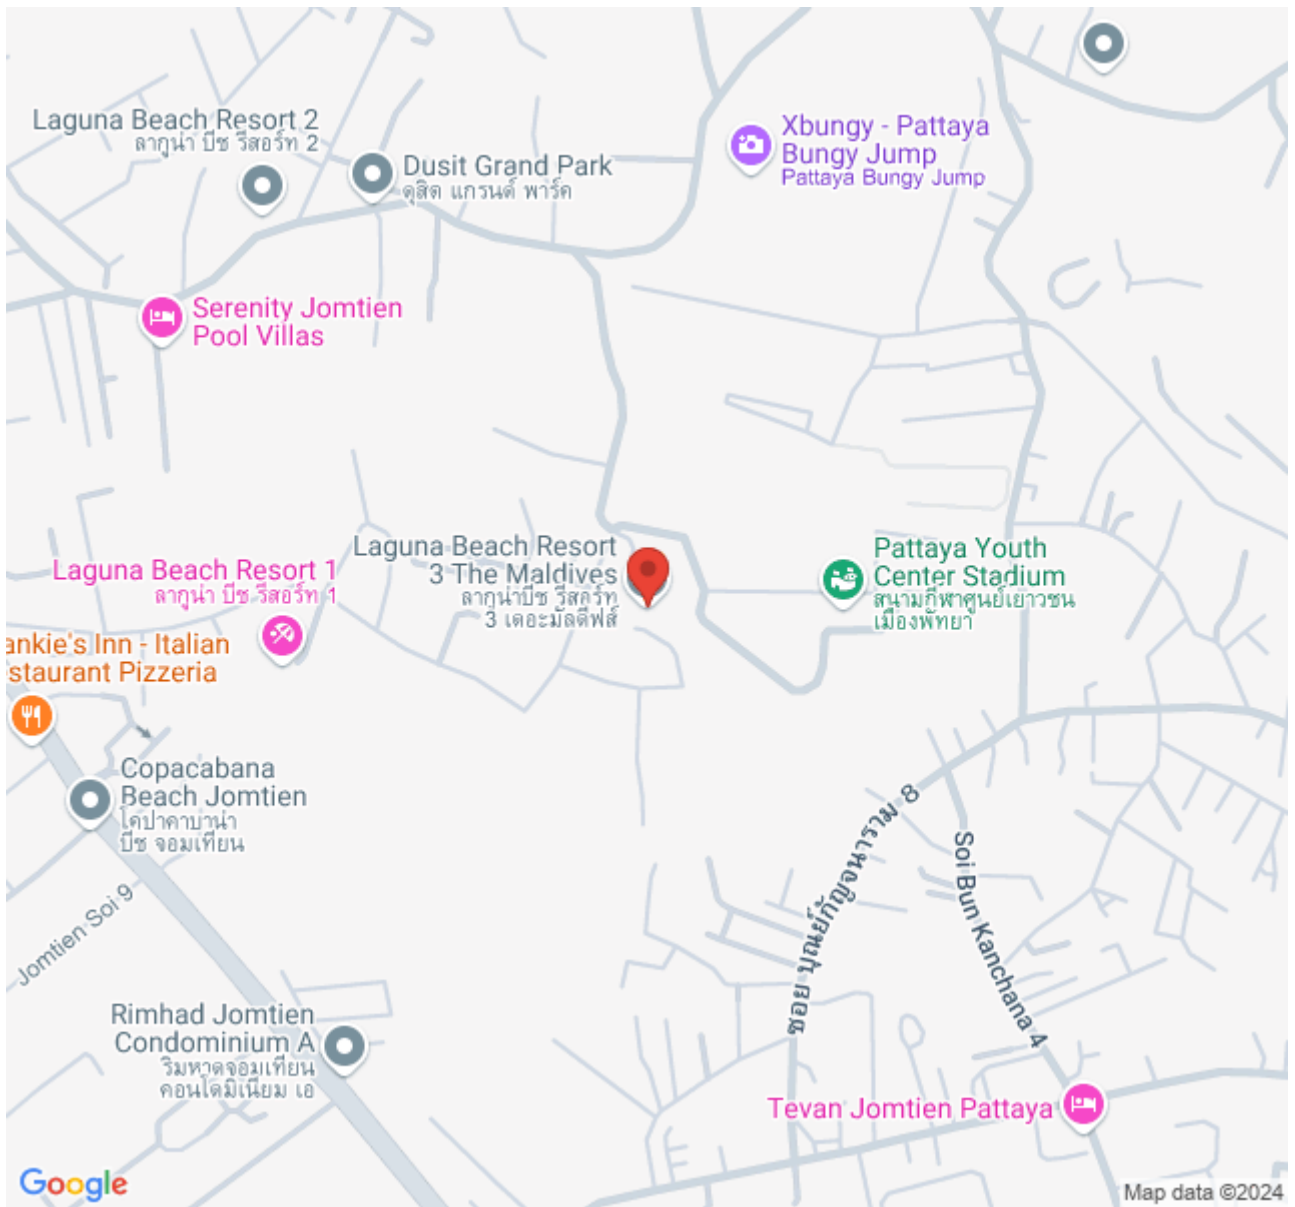 Laguna Beach Resort 2
ลากูน่า บีช รีสอร์ท 2
Dusit Grand Park
ดุสิต แกรนด์ พาร์ค
Xbungy - Pattaya
Bungy Jump
Pattaya Bungy Jump
Serenity Jomtien
Pool Villas
Laguna Beach Resort
3 The Maldives
ลากูน่าบีช รีสอร์ท
3 เดอะมัลดีฟส์
Pattaya Youth
Center Stadium
สนามกีฬาศูนย์เยาวชน
เมืองพัทยา
Laguna Beach Resort 1
ลากูน่า บีช รีสอร์ท 1
ankie's Inn - Italian
staurant Pizzeria
Copacabana
Beach Jomtien
โคปาคาบาน่า
บีช จอมเทียน
Jomtien Soi 9
ซอย บุณย์กัญจนาราม 8
Soi Bun Kanchana 4
Rimhad Jomtien
Condominium A
ริมหาดจอมเทียน
คอนโดมิเนียม เอ
Tevan Jomtien Pattaya
Google
Map data ©2024